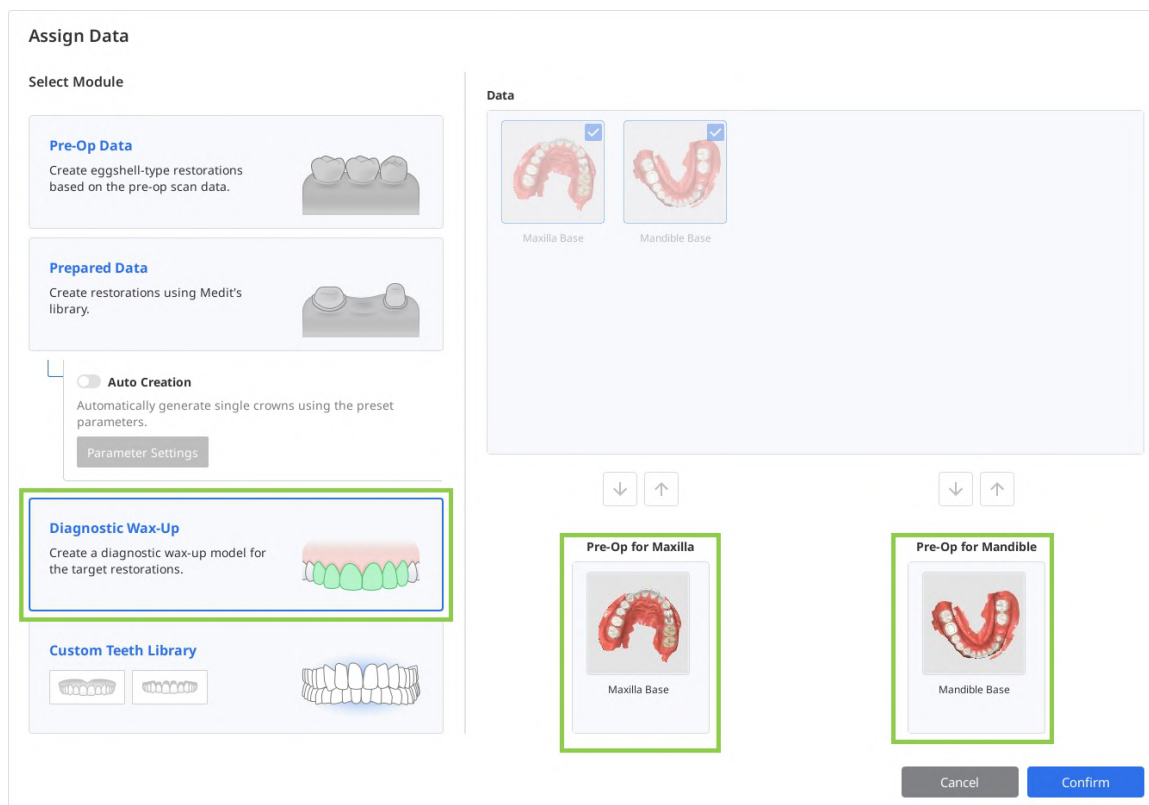 Assign Data
Select Module
Pre-Op Data
Create eggshell-type restorations
based on the pre-op scan data.
Prepared Data
Create restorations using Medit's
library.
Auto Creation
Automatically generate single crowns using the preset
parameters.
Parameter Settings
Diagnostic Wax-Up
Create a diagnostic wax-up model for
the target restorations.
Custom Teeth Library
Data
Maxilla Base
Mandible Base
Pre-Op for Maxilla
Maxilla Base
Pre-Op for Mandible
Mandible Base
Cancel
Confirm